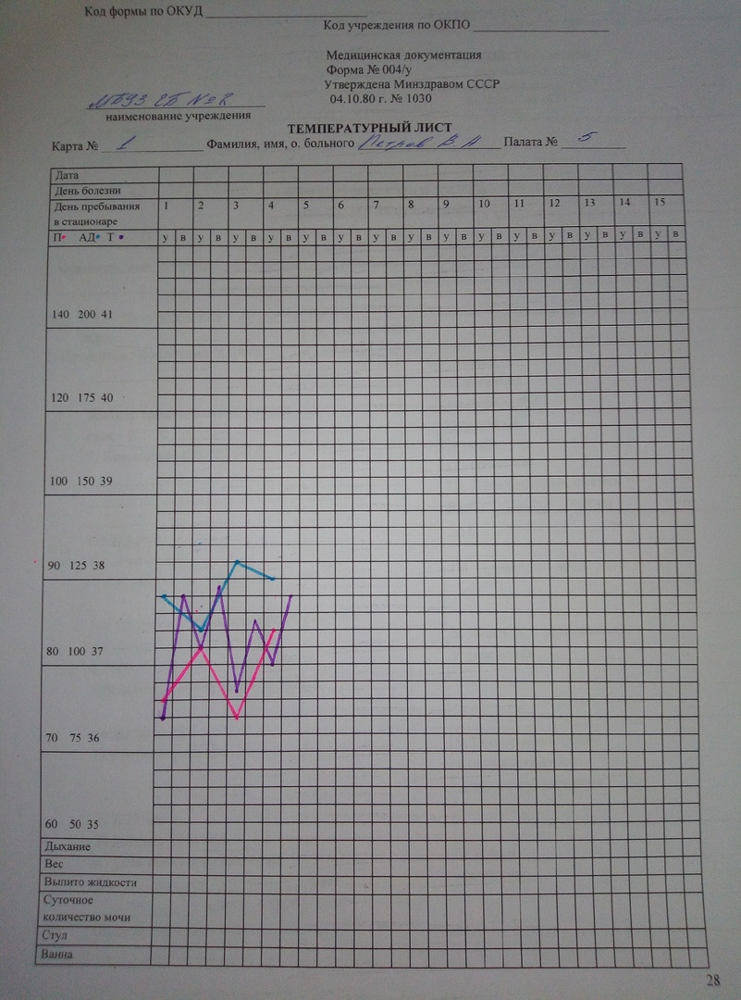 Код формы по ОКУД
Код учреждения по ОКПО
Медицинская документация
Форма № 004/у
Утверждена Минздравом СССР
04.10.80 г. № 1030
МБУЗ ГБ №2
наименование учреждения
ТЕМПЕРАТУРНЫЙ ЛИСТ
Карта № 1 Фамилия, имя, о. больного Петров В. А Палата № 5
Дата
День болезни
День пребывания в стационаре 1 2 3 4 5 6 7 8 9 10 11 12 13 14 15
П АД Т у в у в у в у в у в у в у в у в у в у в у в у в у в у в у в
140 200 41
120 175 40
100 150 39
90 125 38
80 100 37
70 75 36
60 50 35
Дыхание
Вес
Выпито жидкости
Суточное
количество мочи
Стул
Ванна
28